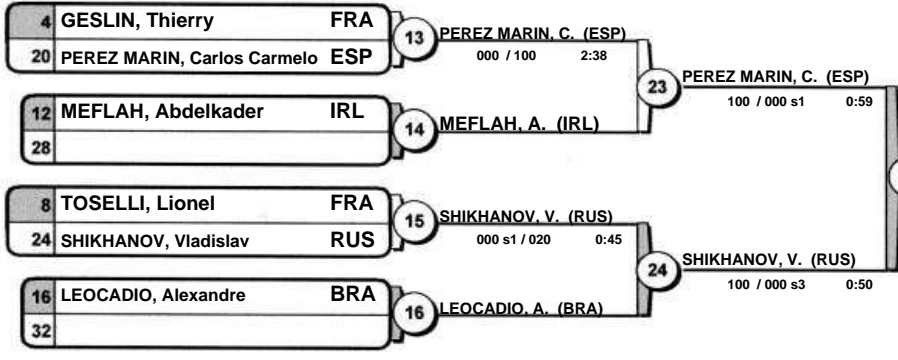 4 GESLIN, Thierry FRA
20 PEREZ MARIN, Carlos Carmelo ESP
13
PEREZ MARIN, C. (ESP)
000 / 100 2:38
12 MEFLAH, Abdelkader IRL
28
14
MEFLAH, A. (IRL)
23
PEREZ MARIN, C. (ESP)
100 / 000 s1 0:59
8 TOSELLI, Lionel FRA
24 SHIKHANOV, Vladislav RUS
15
SHIKHANOV, V. (RUS)
000 s1 / 020 0:45
16 LEOCADIO, Alexandre BRA
32
16
LEOCADIO, A. (BRA)
24
SHIKHANOV, V. (RUS)
100 / 000 s3 0:50